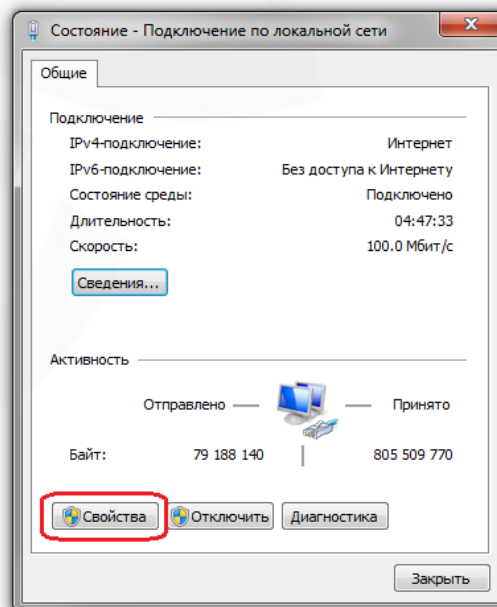 Состояние - Подключение по локальной сети
Общие
Подключение
IPv4-подключение: Интернет
IPv6-подключение: Без доступа к Интернету
Состояние среды: Подключено
Длительность: 04:47:33
Скорость: 100.0 Мбит/с
Сведения...
Активность
Отправлено — Принято
Байт: 79 188 140 805 509 770
Свойства Отключить Диагностика
Закрыть